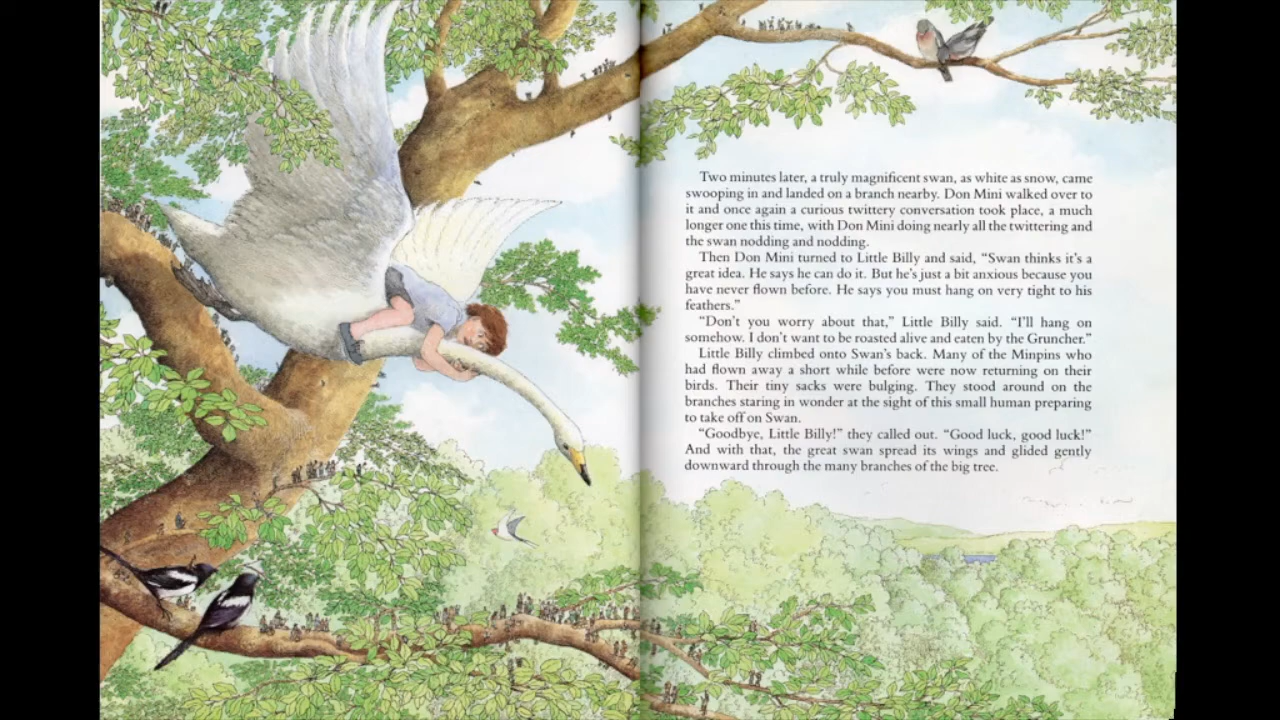 Two minutes later, a truly magnificent swan, as white as snow, came
swooping in and landed on a branch nearby. Don Mini walked over to
it and once again a curious twittery conversation took place, a much
longer one this time, with Don Mini doing nearly all the twittering and
the swan nodding and nodding.
Then Don Mini turned to Little Billy and said, “Swan thinks it’s a
great idea. He says he can do it. But he’s just a bit anxious because you
have never flown before. He says you must hang on very tight to his
feathers.”
“Don’t you worry about that,” Little Billy said. “I’ll hang on
somehow. I don’t want to be roasted alive and eaten by the Gruncher.”
Little Billy climbed onto Swan’s back. Many of the Minpins who
had flown away a short while before were now returning on their
birds. Their tiny sacks were bulging. They stood around on the
branches staring in wonder at the sight of this small human preparing
to take off on Swan.
“Goodbye, Little Billy!” they called out. “Good luck, good luck!”
And with that, the great swan spread its wings and glided gently
downward through the many branches of the big tree.